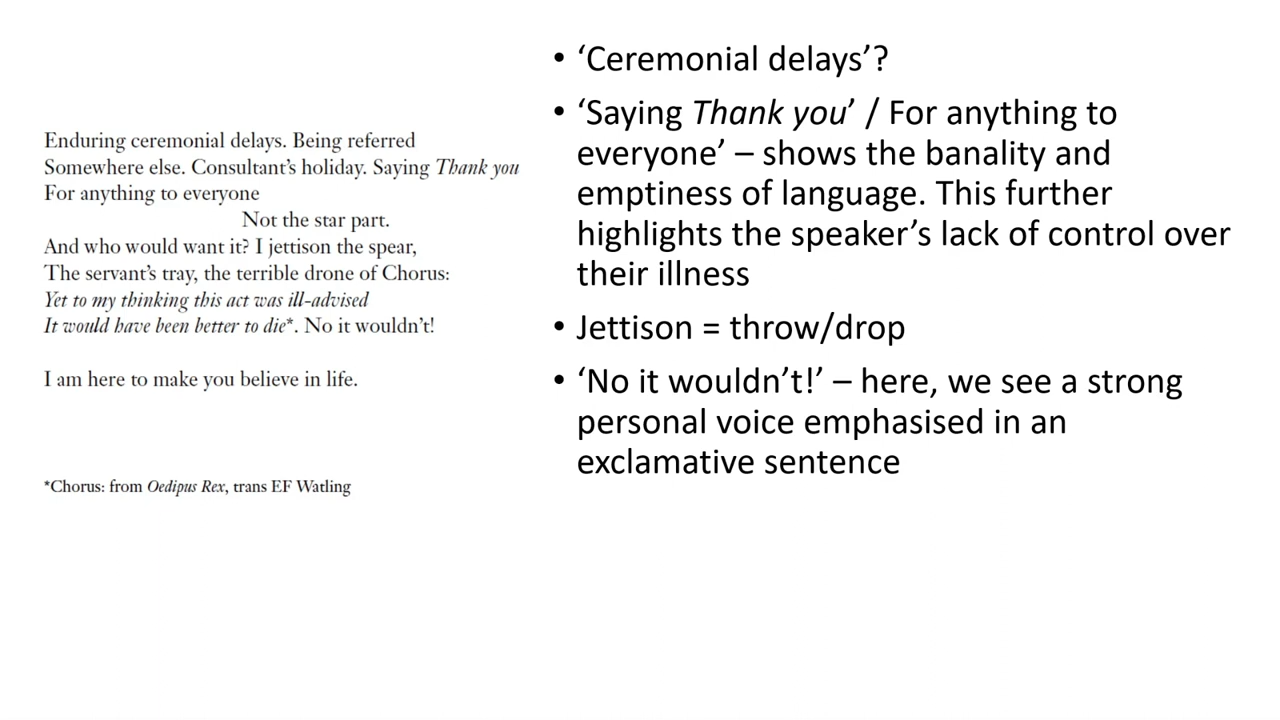 Enduring ceremonial delays. Being referred
Somewhere else. Consultant’s holiday. Saying Thank you
For anything to everyone
Not the star part.
And who would want it? I jettison the spear,
The servant’s tray, the terrible drone of Chorus:
Yet to my thinking this act was ill-advised
It would have been better to die*. No it wouldn’t!
I am here to make you believe in life.
*Chorus: from Oedipus Rex, trans EF Watling
• ‘Ceremonial delays’?
• ‘Saying Thank you’ / For anything to
everyone’ – shows the banality and
emptiness of language. This further
highlights the speaker’s lack of control over
their illness
• Jettison = throw/drop
• ‘No it wouldn’t!’ – here, we see a strong
personal voice emphasised in an
exclamative sentence